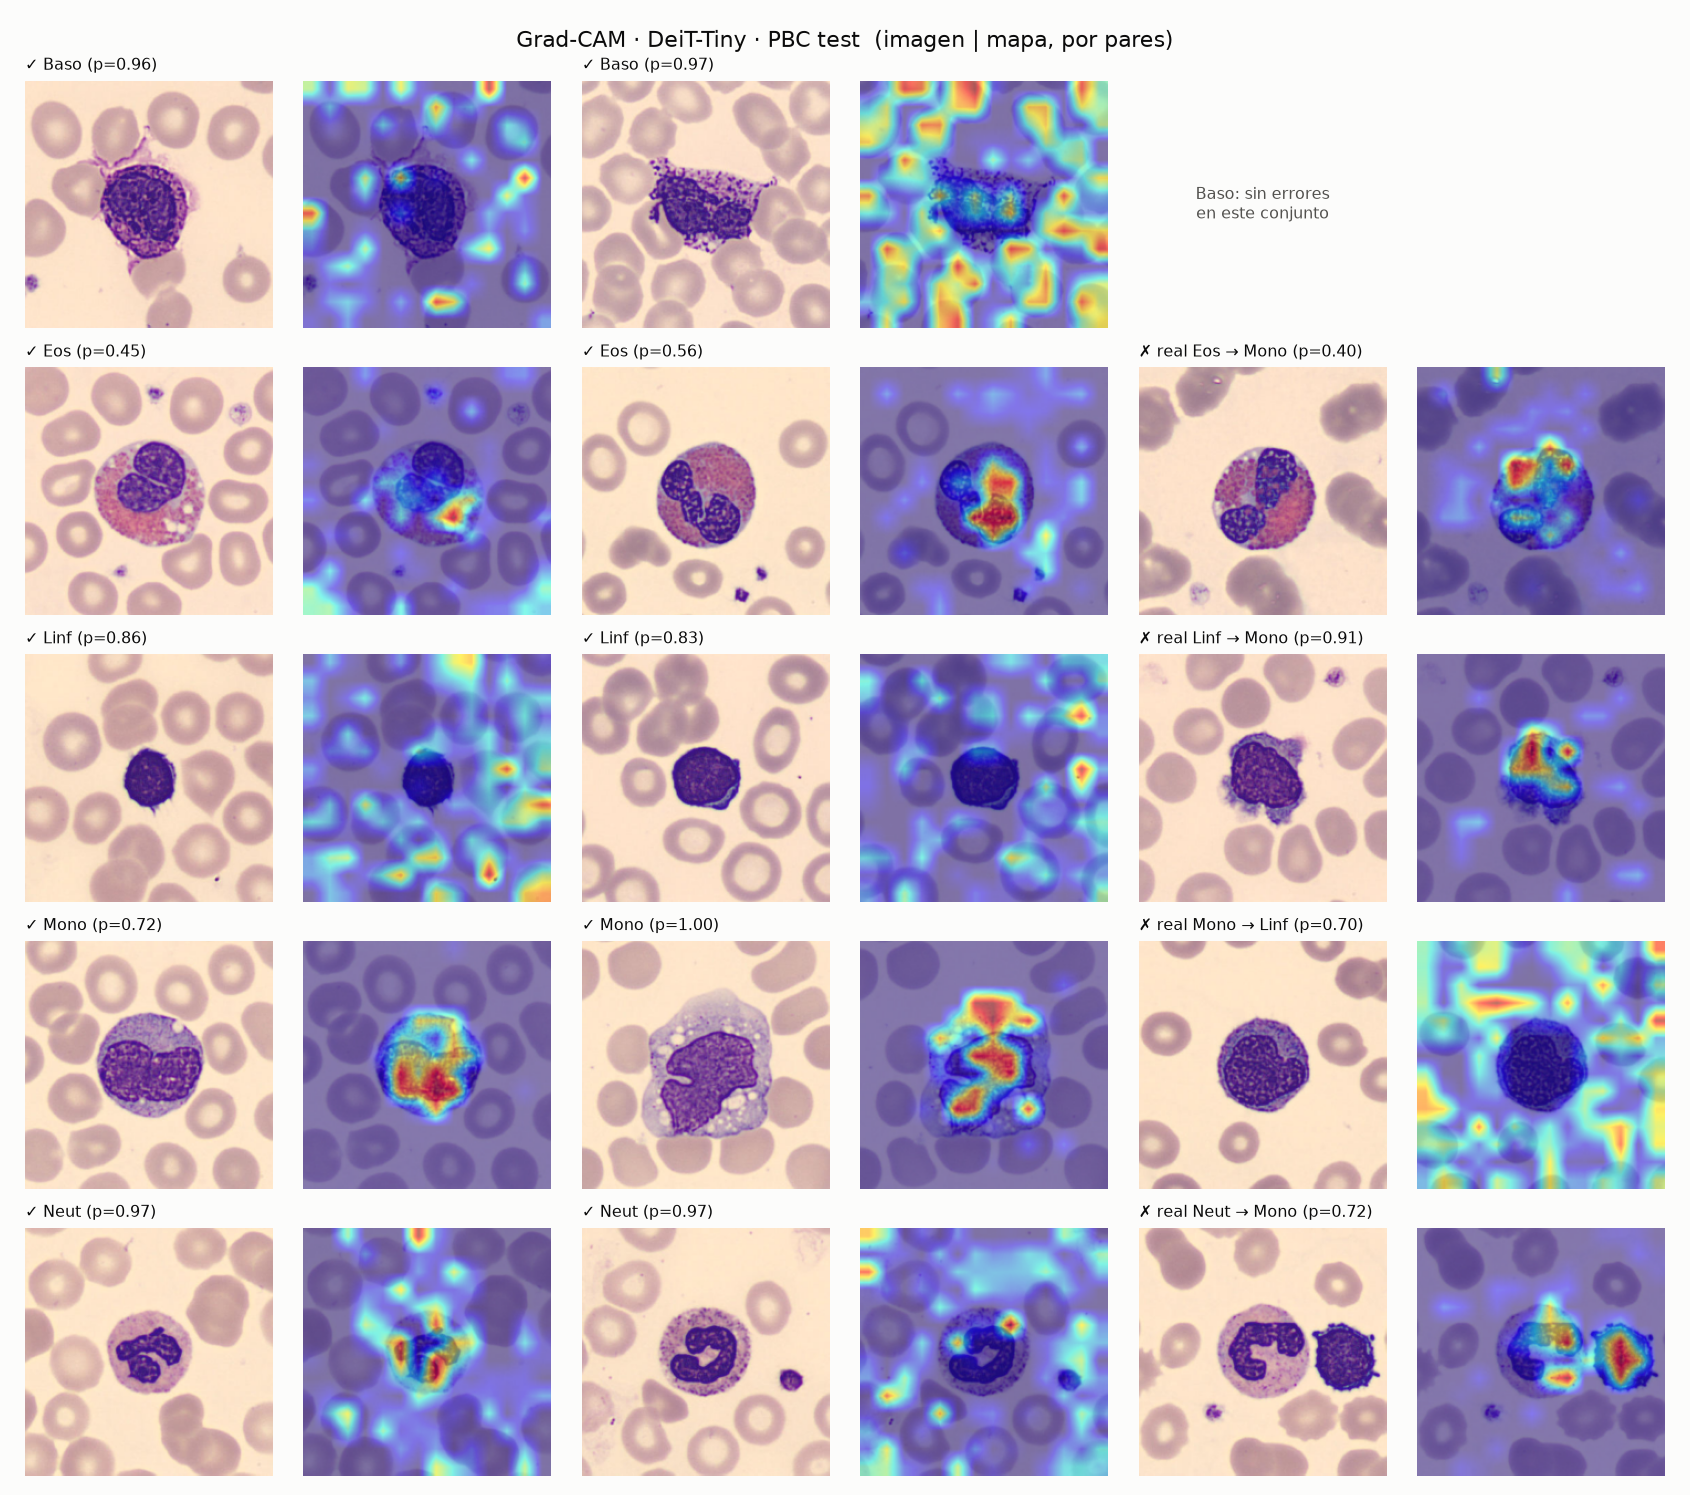 Grad-CAM · DeiT-Tiny · PBC test  (imagen | mapa, por pares)
✓ Baso (p=0.96)
✓ Baso (p=0.97)
Baso: sin errores
en este conjunto
✓ Eos (p=0.45)
✓ Eos (p=0.56)
✗ real Eos → Mono (p=0.40)
✓ Linf (p=0.86)
✓ Linf (p=0.83)
✗ real Linf → Mono (p=0.91)
✓ Mono (p=0.72)
✓ Mono (p=1.00)
✗ real Mono → Linf (p=0.70)
✓ Neut (p=0.97)
✓ Neut (p=0.97)
✗ real Neut → Mono (p=0.72)